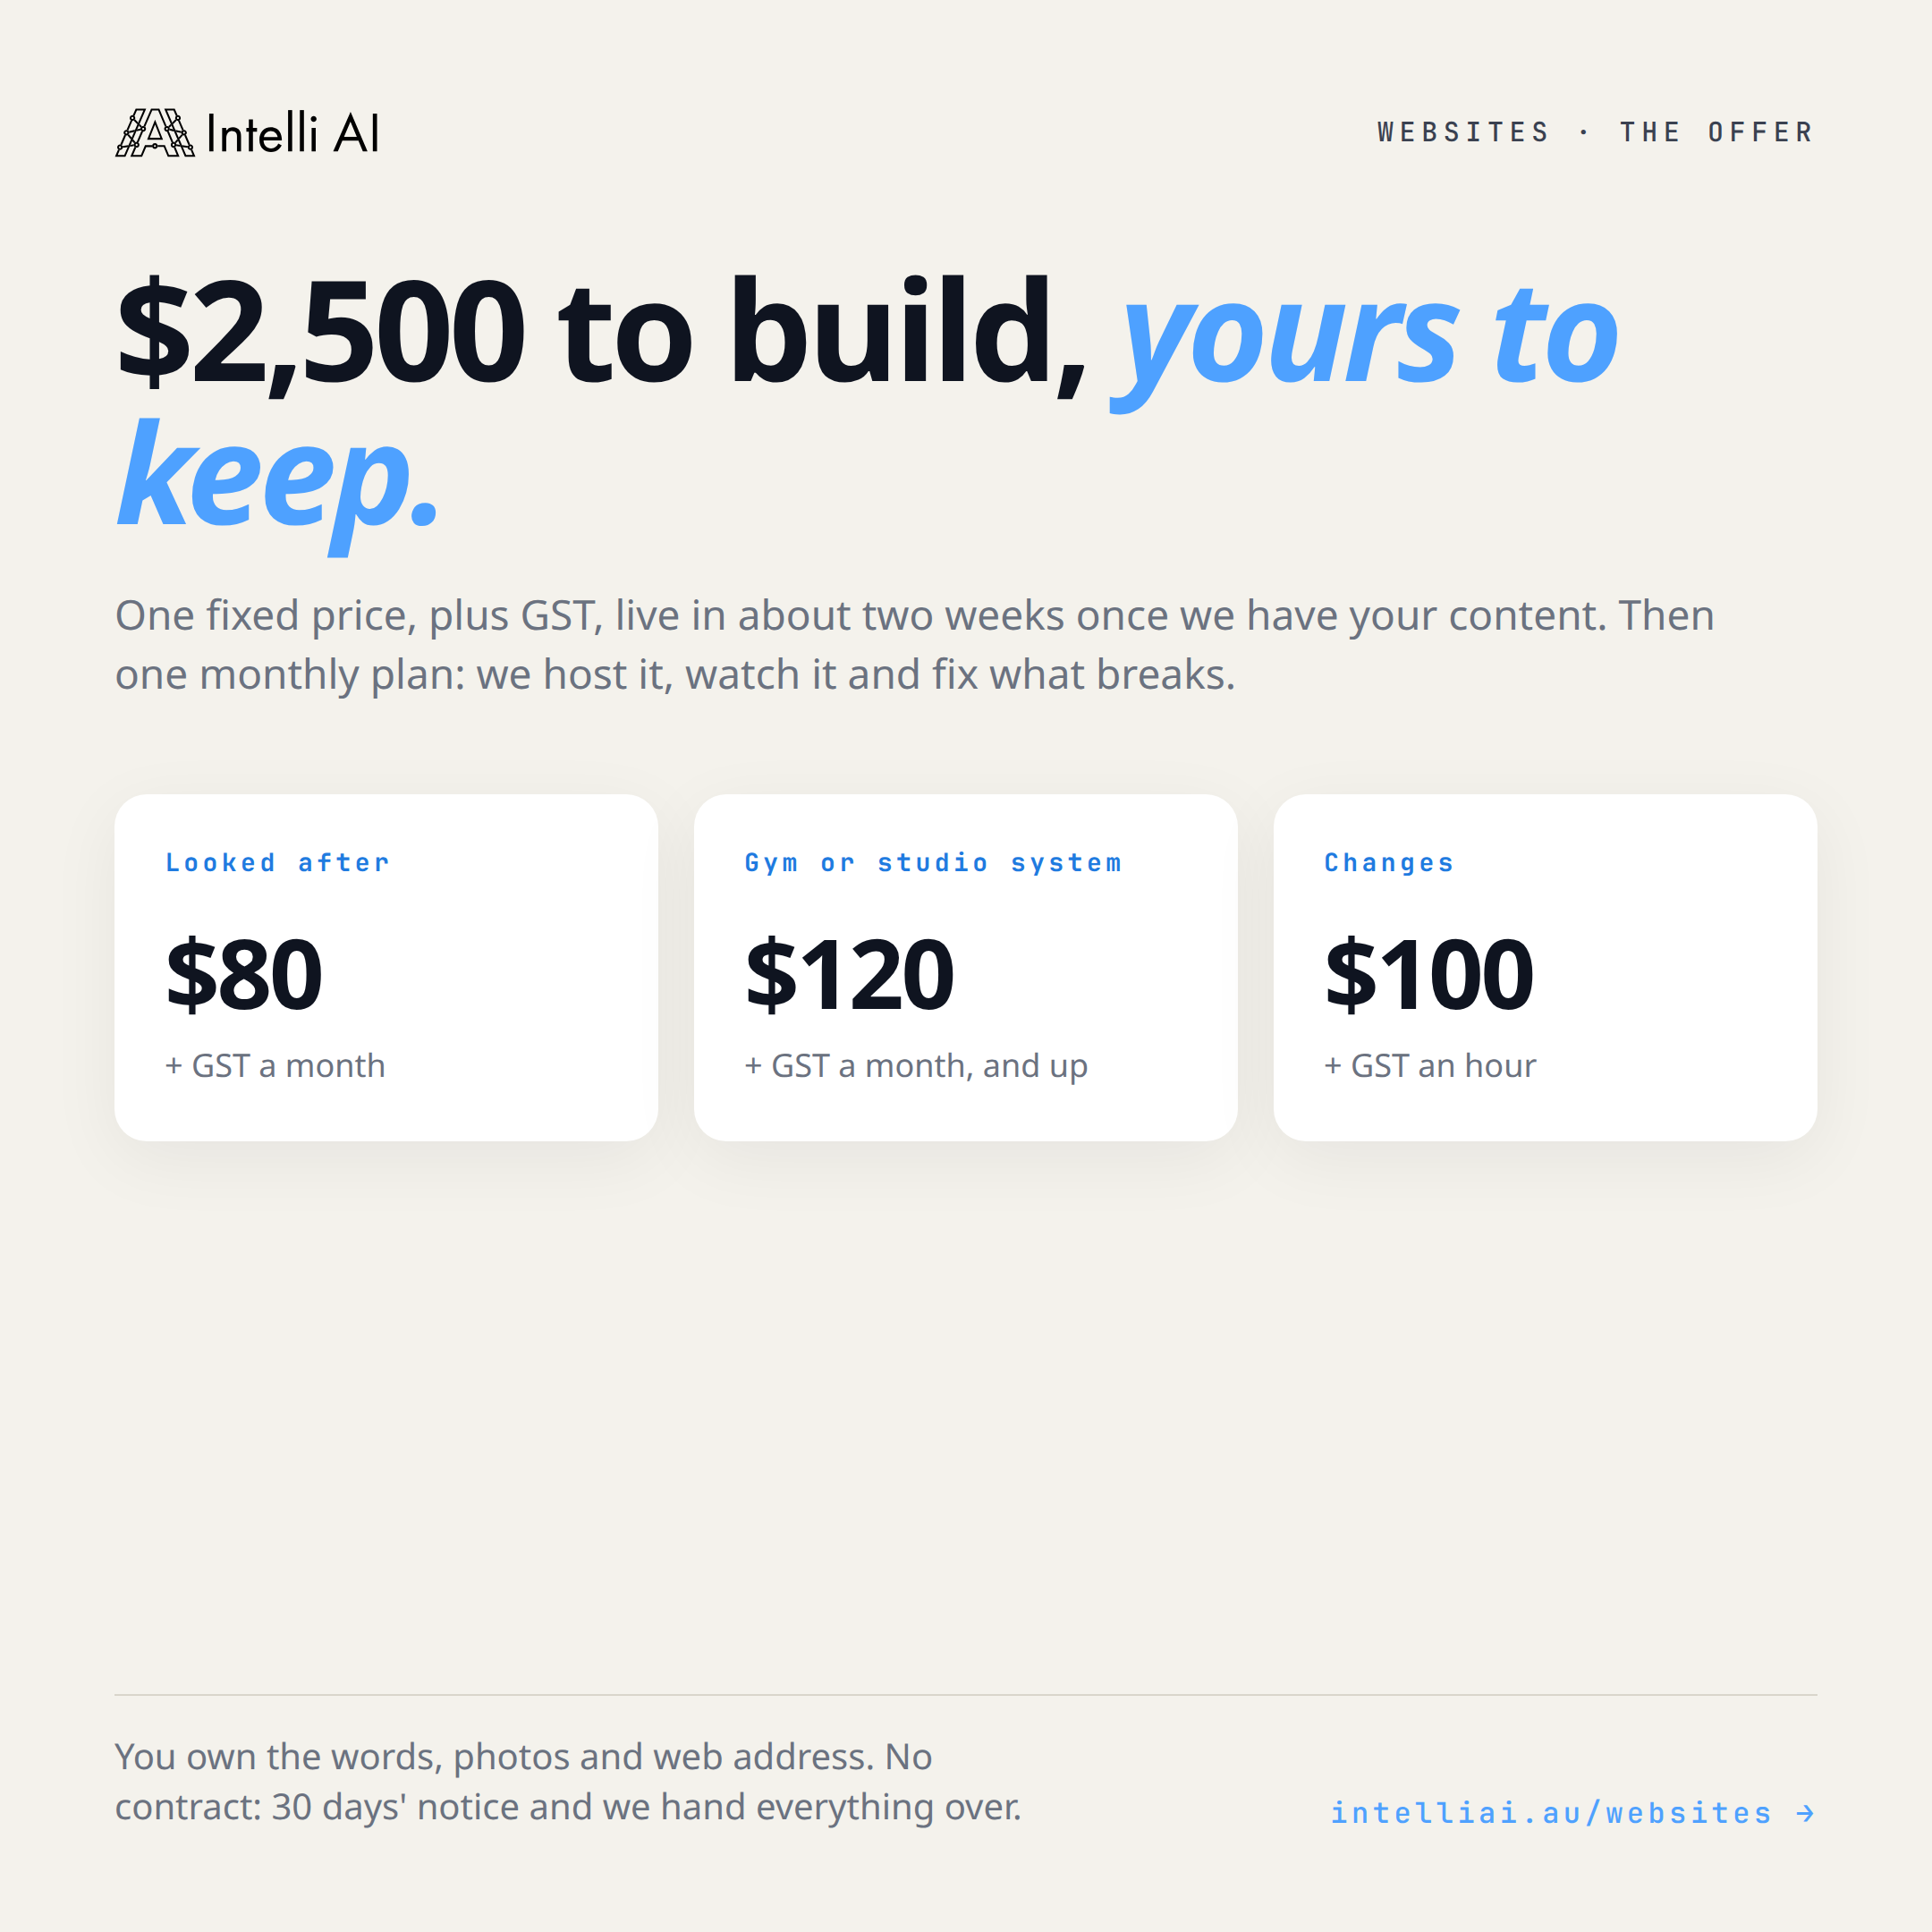 Intelli AI
WEBSITES · THE OFFER
$2,500 to build, yours to
keep.
One fixed price, plus GST, live in about two weeks once we have your content. Then
one monthly plan: we host it, watch it and fix what breaks.
Looked after
$80
+ GST a month
Gym or studio system
$120
+ GST a month, and up
Changes
$100
+ GST an hour
You own the words, photos and web address. No
contract: 30 days' notice and we hand everything over.
intelliai.au/websites →